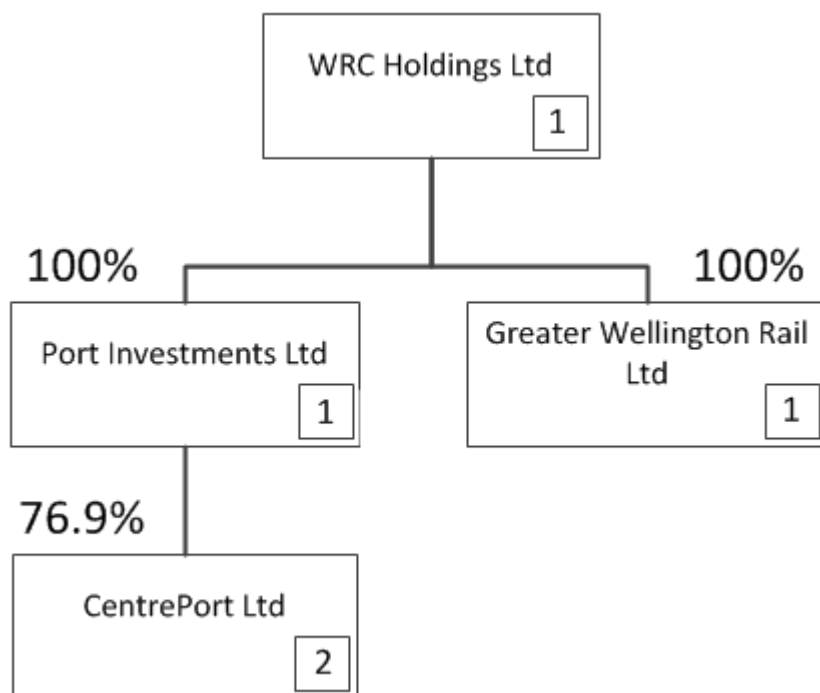 WRC Holdings Ltd
1
100%
100%
Port Investments Ltd
1
Greater Wellington Rail
Ltd
1
76.9%
CentrePort Ltd
2